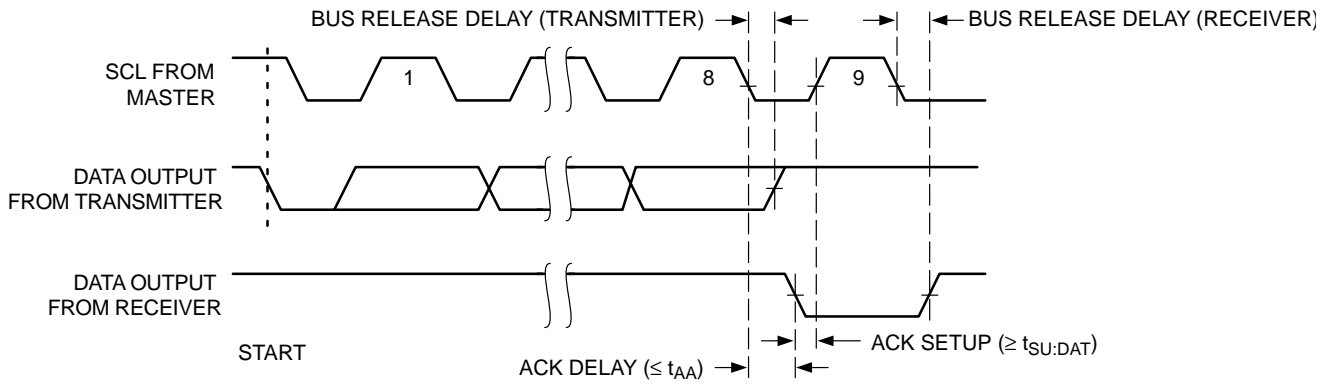 BUS RELEASE DELAY (TRANSMITTER)
BUS RELEASE DELAY (RECEIVER)
SCL FROM
MASTER
1
8
9
DATA OUTPUT
FROM TRANSMITTER
DATA OUTPUT
FROM RECEIVER
START
ACK SETUP (≥ tSU:DAT)
ACK DELAY (≤ tAA)